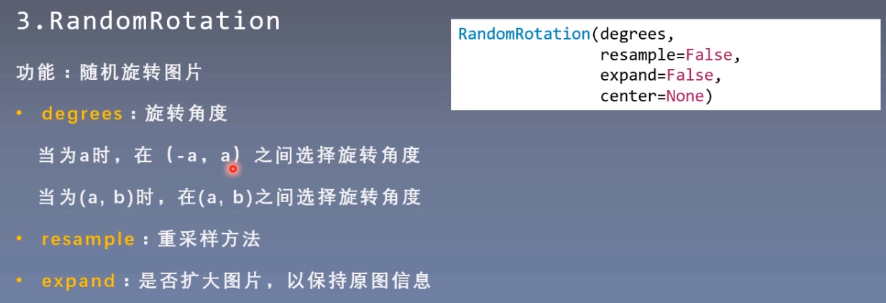 3.RandomRotation
功能：随机旋转图片
• degrees：旋转角度
当为a时，在（-a，a）之间选择旋转角度
当为(a, b)时，在(a, b)之间选择旋转角度
• resample：重采样方法
• expand：是否扩大图片，以保持原图信息
RandomRotation(degrees,
resample=False,
expand=False,
center=None)